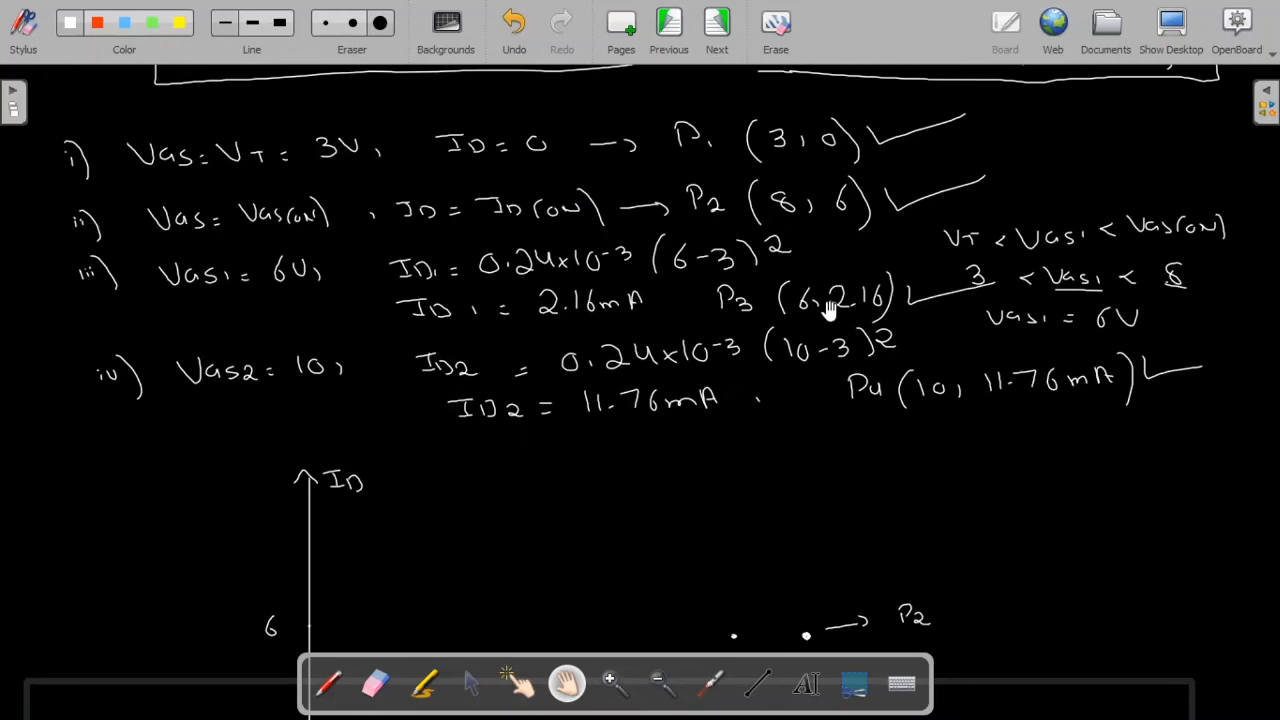 Stylus Color Line Eraser Backgrounds Undo Redo Pages Previous Next Erase Board Web Documents Show Desktop OpenBoard
i) VGS = VT = 3V, ID = 0 → P1 (3, 0)
ii) VGS = VGS(ON), ID = ID(ON) → P2 (8, 6)
VT < VGS1 < VGS(ON)
iii) VGS1 = 6V, ID1 = 0.24×10-3 (6-3)2
3 < VGS1 < 8
ID1 = 2.16mA P3 (6, 2.16)
VGS1 = 6V
iv) VGS2 = 10, ID2 = 0.24×10-3 (10-3)2
ID2 = 11.76mA. P4 (10, 11.76mA)
ID
6 → P2
AI